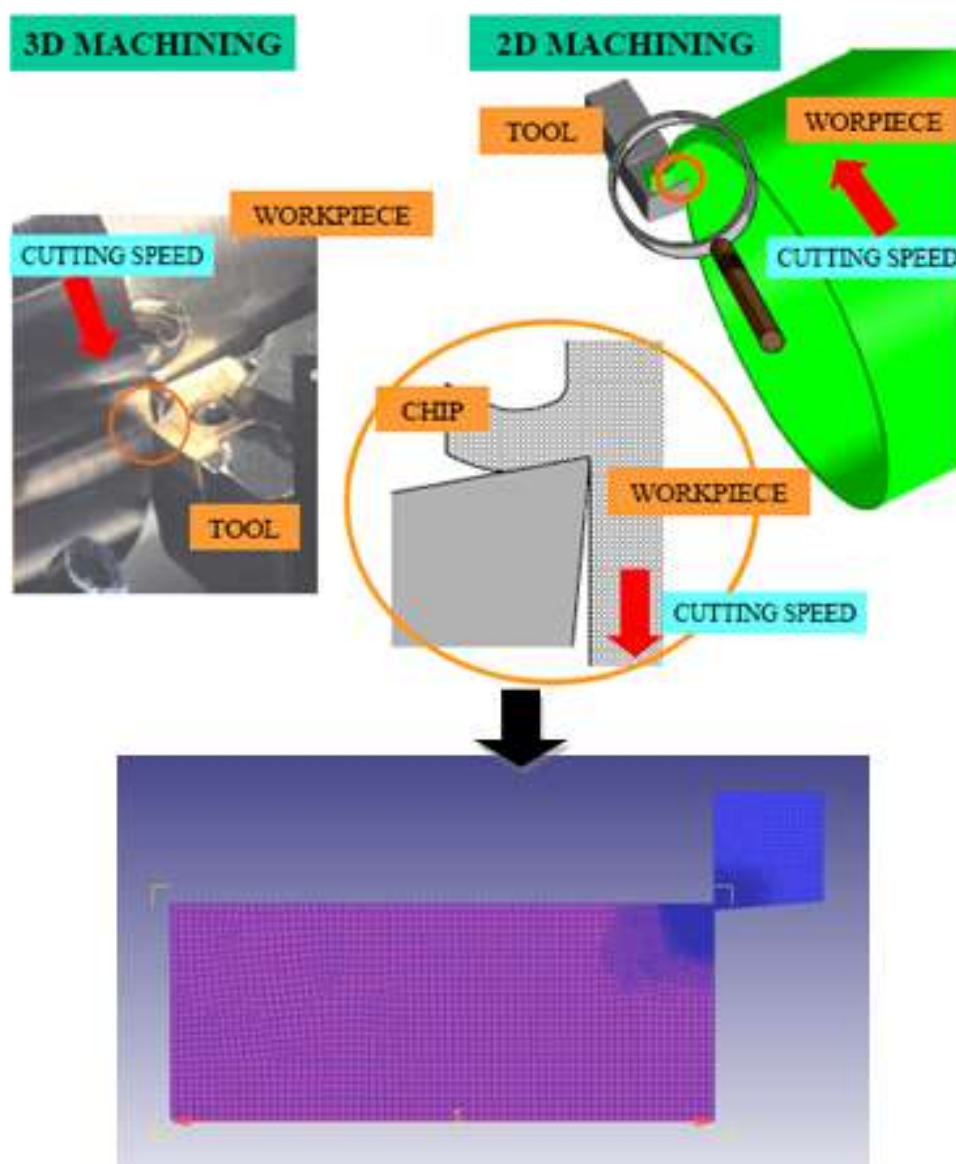 3D MACHINING
2D MACHINING
TOOL
WORPIECE
WORKPIECE
CUTTING SPEED
CUTTING SPEED
CHIP
WORKPIECE
TOOL
CUTTING SPEED